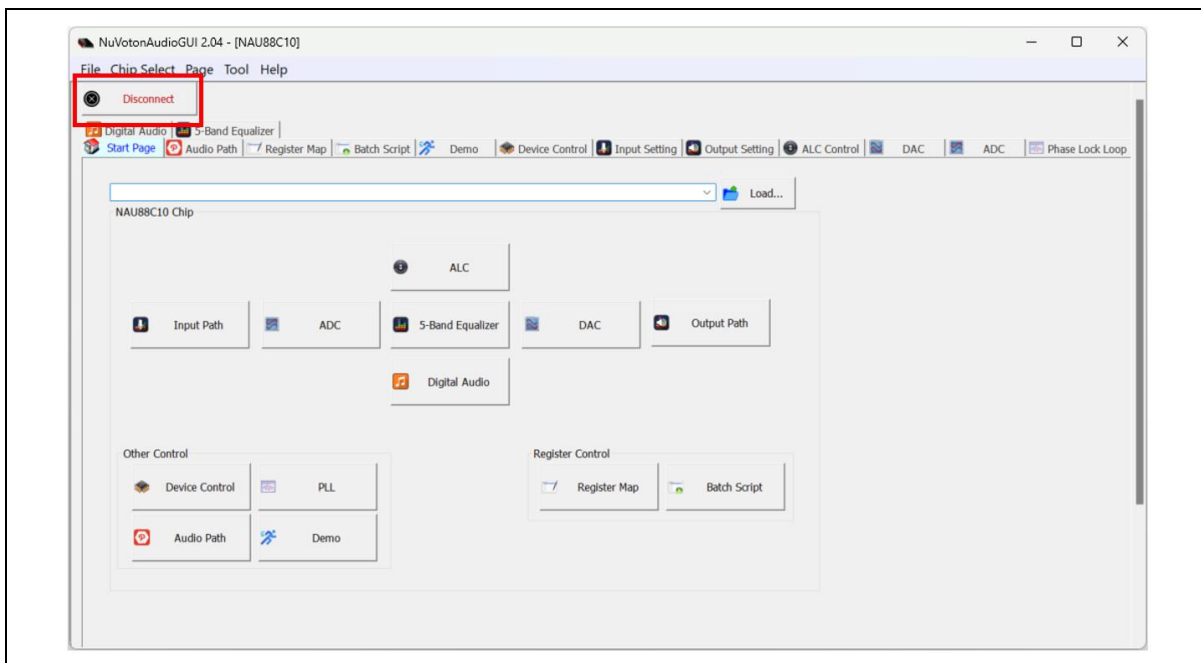 NuVotonAudioGUI 2.04 - [NAU88C10]
File Chip Select Page Tool Help
Disconnect
Digital Audio 5-Band Equalizer
Start Page Audio Path Register Map Batch Script Demo Device Control Input Setting Output Setting ALC Control DAC ADC Phase Lock Loop
Load...
NAU88C10 Chip
ALC
Input Path ADC 5-Band Equalizer DAC Output Path
Digital Audio
Other Control Register Control
Device Control PLL Register Map Batch Script
Audio Path Demo